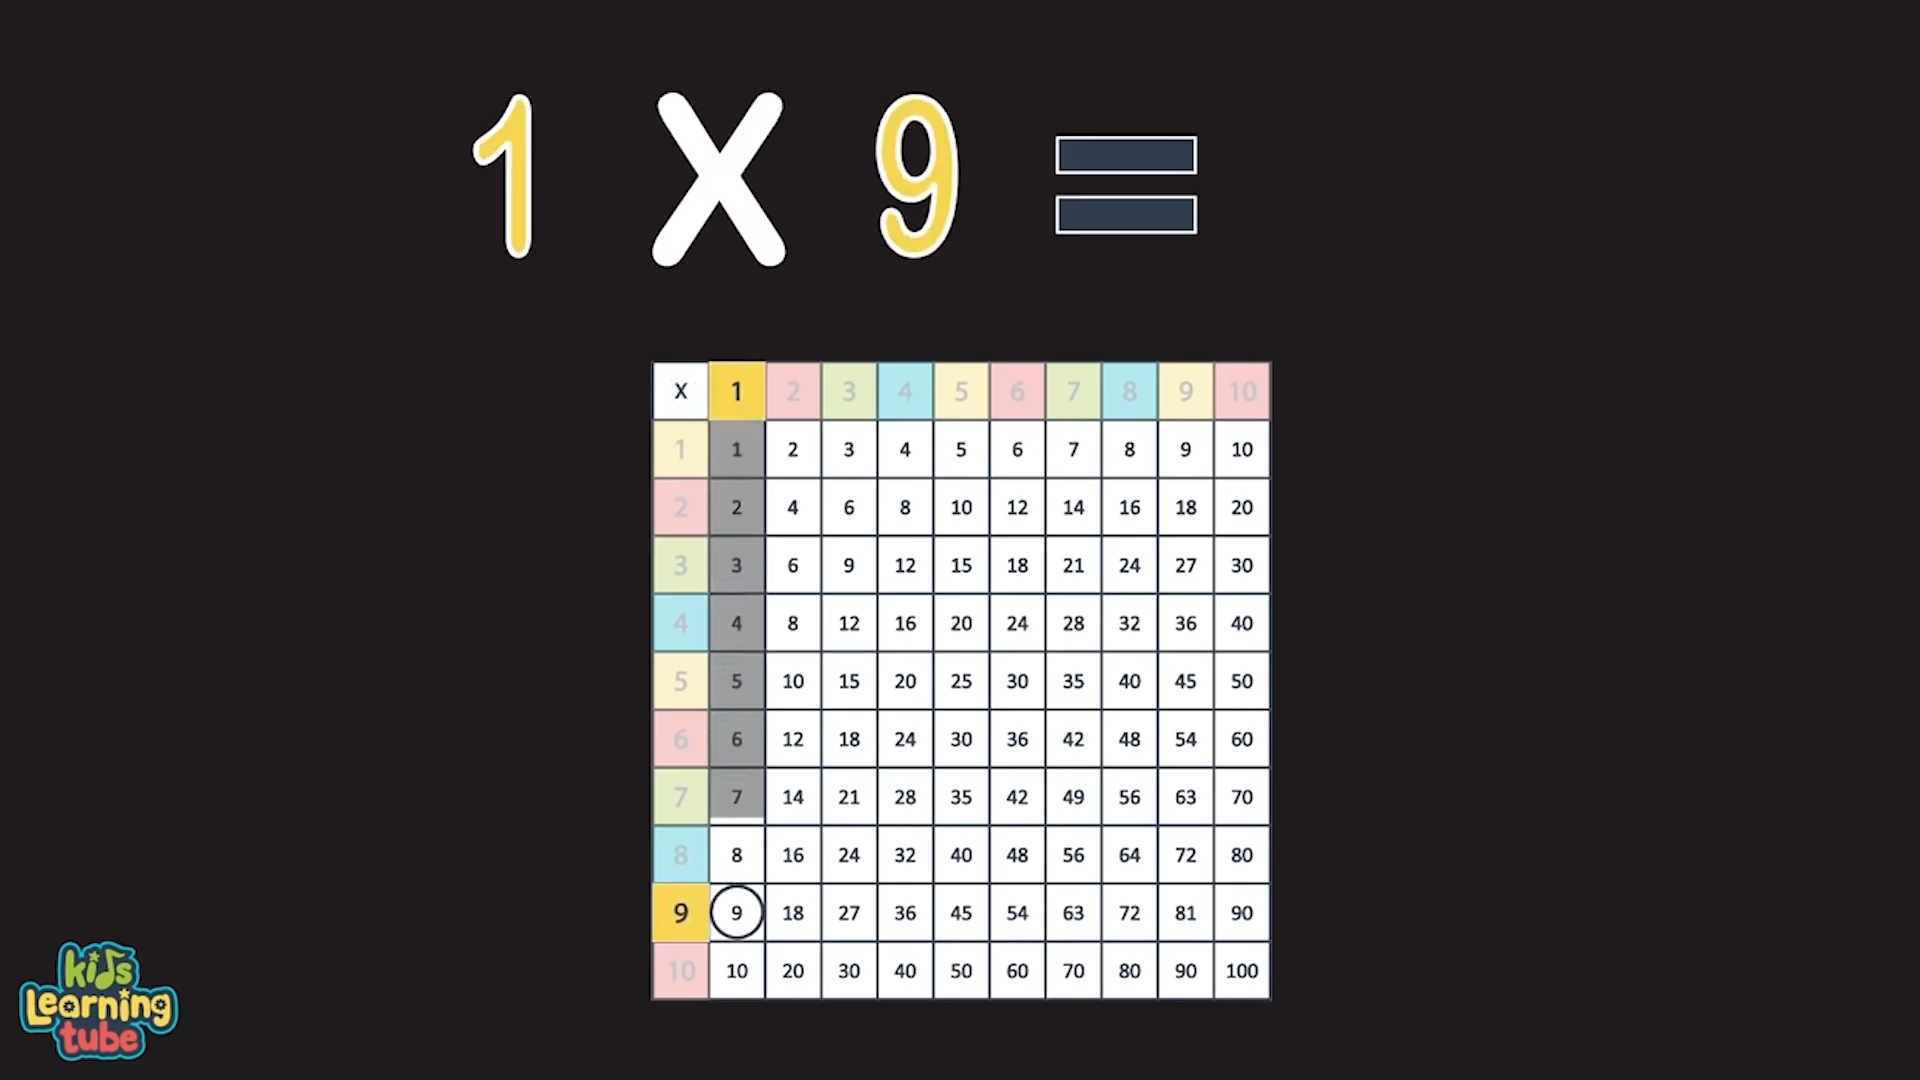 1 X 9 =
X 1 2 3 4 5 6 7 8 9 10
1 1 2 3 4 5 6 7 8 9 10
2 2 4 6 8 10 12 14 16 18 20
3 3 6 9 12 15 18 21 24 27 30
4 4 8 12 16 20 24 28 32 36 40
5 5 10 15 20 25 30 35 40 45 50
6 6 12 18 24 30 36 42 48 54 60
7 7 14 21 28 35 42 49 56 63 70
8 8 16 24 32 40 48 56 64 72 80
9 9 18 27 36 45 54 63 72 81 90
10 10 20 30 40 50 60 70 80 90 100
kids
Learning
tube